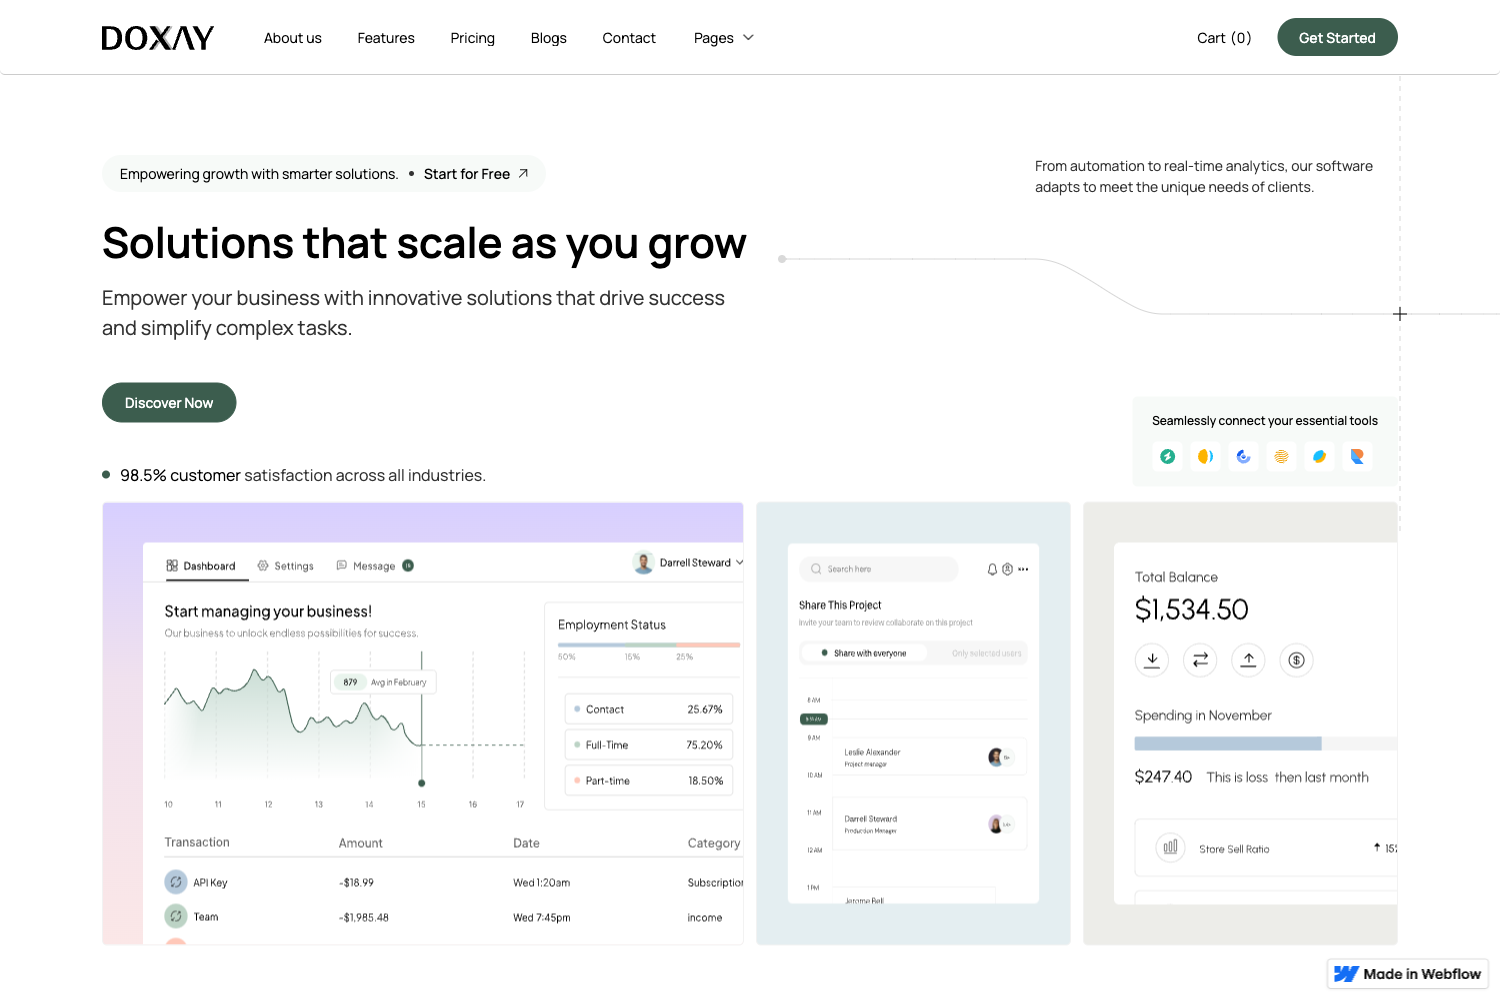 DOXAY
About us
Features
Pricing
Blogs
Contact
Pages
Cart (0)
Get Started
Empowering growth with smarter solutions. • Start for Free
From automation to real-time analytics, our software
adapts to meet the unique needs of clients.
Solutions that scale as you grow
Empower your business with innovative solutions that drive success
and simplify complex tasks.
Discover Now
Seamlessly connect your essential tools
98.5% customer satisfaction across all industries.
Dashboard
Settings
Message
Darrell Steward
Start managing your business!
Our business to unlock endless possibilities for success.
879 Avg in February
10 11 12 13 14 15 16 17
Employment Status
50% 15% 25%
Contact 25.67%
Full-Time 75.20%
Part-time 18.50%
Transaction Amount Date Category
API Key -$18.99 Wed 1:20am Subscription
Team -$1,985.48 Wed 7:45pm income
Search here
Share This Project
Invite your team to review collaborate on this project
Share with everyone
Only selected users
8 AM
9 AM
Leslie Alexander
Project manager
10 AM
11 AM
Darrell Steward
Production Manager
12 AM
1 PM
Jerome Bell
Total Balance
$1,534.50
Spending in November
$247.40 This is loss then last month
Store Sell Ratio
Made in Webflow